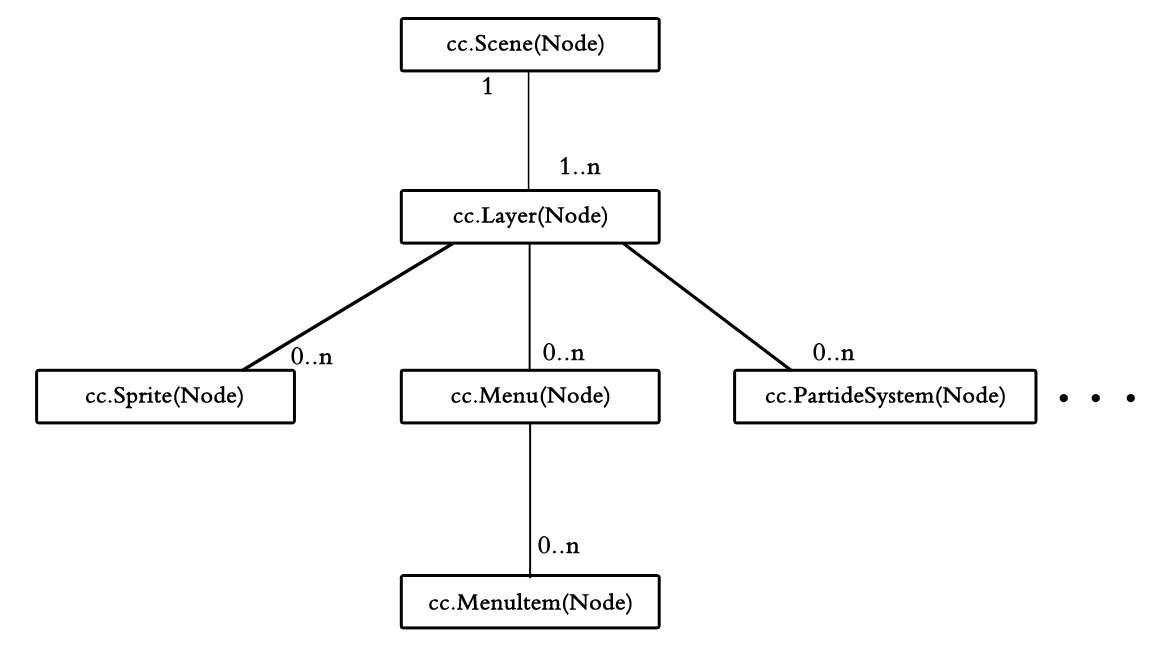 cc.Scene(Node)
1
1..n
cc.Layer(Node)
0..n
0..n
0..n
cc.Sprite(Node)
cc.Menu(Node)
cc.PartideSystem(Node)
. . .
cc.Menultem(Node)
0..n